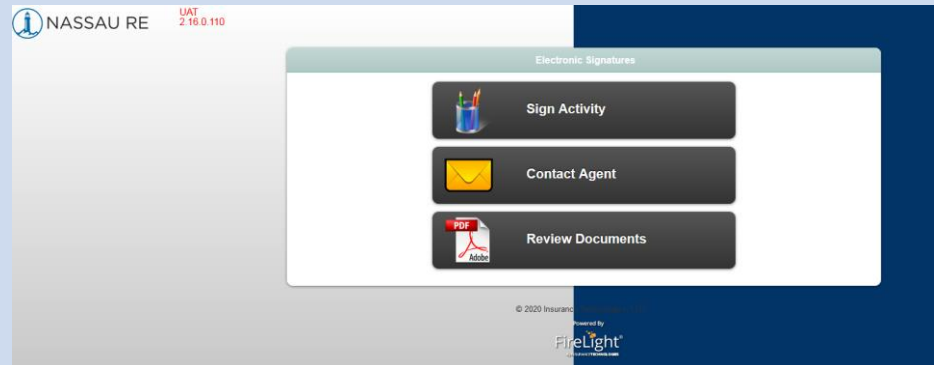 NASSAU RE
UAT
2.16.0.110
Electronic Signatures
Sign Activity
Contact Agent
PDF
Adobe
Review Documents
© 2020 Insurance
Powered By
FireLight®